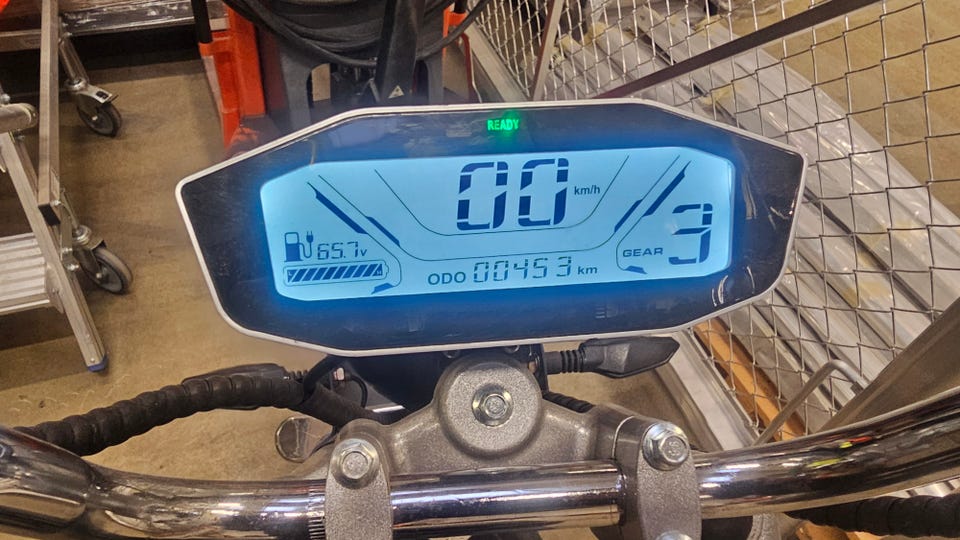 READY
00 km/h
65.7v
ODO 00453 km
GEAR 3